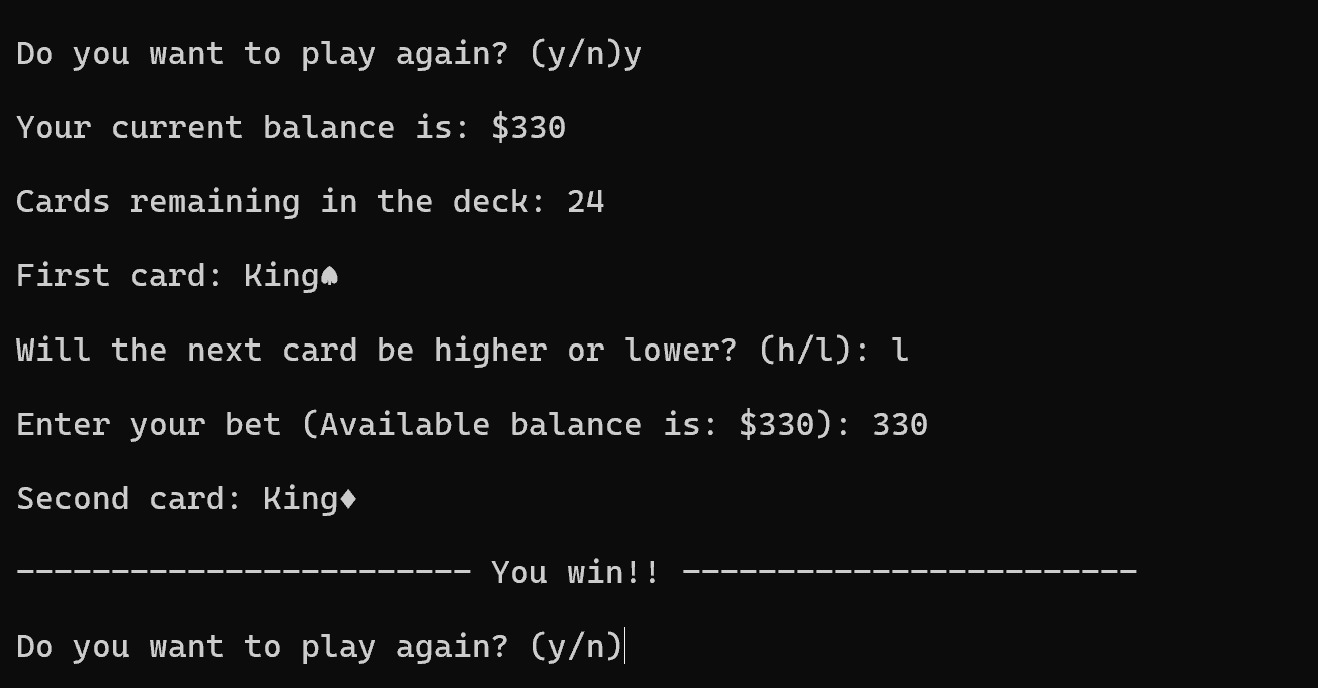 Do you want to play again? (y/n)y
Your current balance is: $330
Cards remaining in the deck: 24
First card: King♠
Will the next card be higher or lower? (h/l): l
Enter your bet (Available balance is: $330): 330
Second card: King♦
------------------------ You win!! ------------------------
Do you want to play again? (y/n)